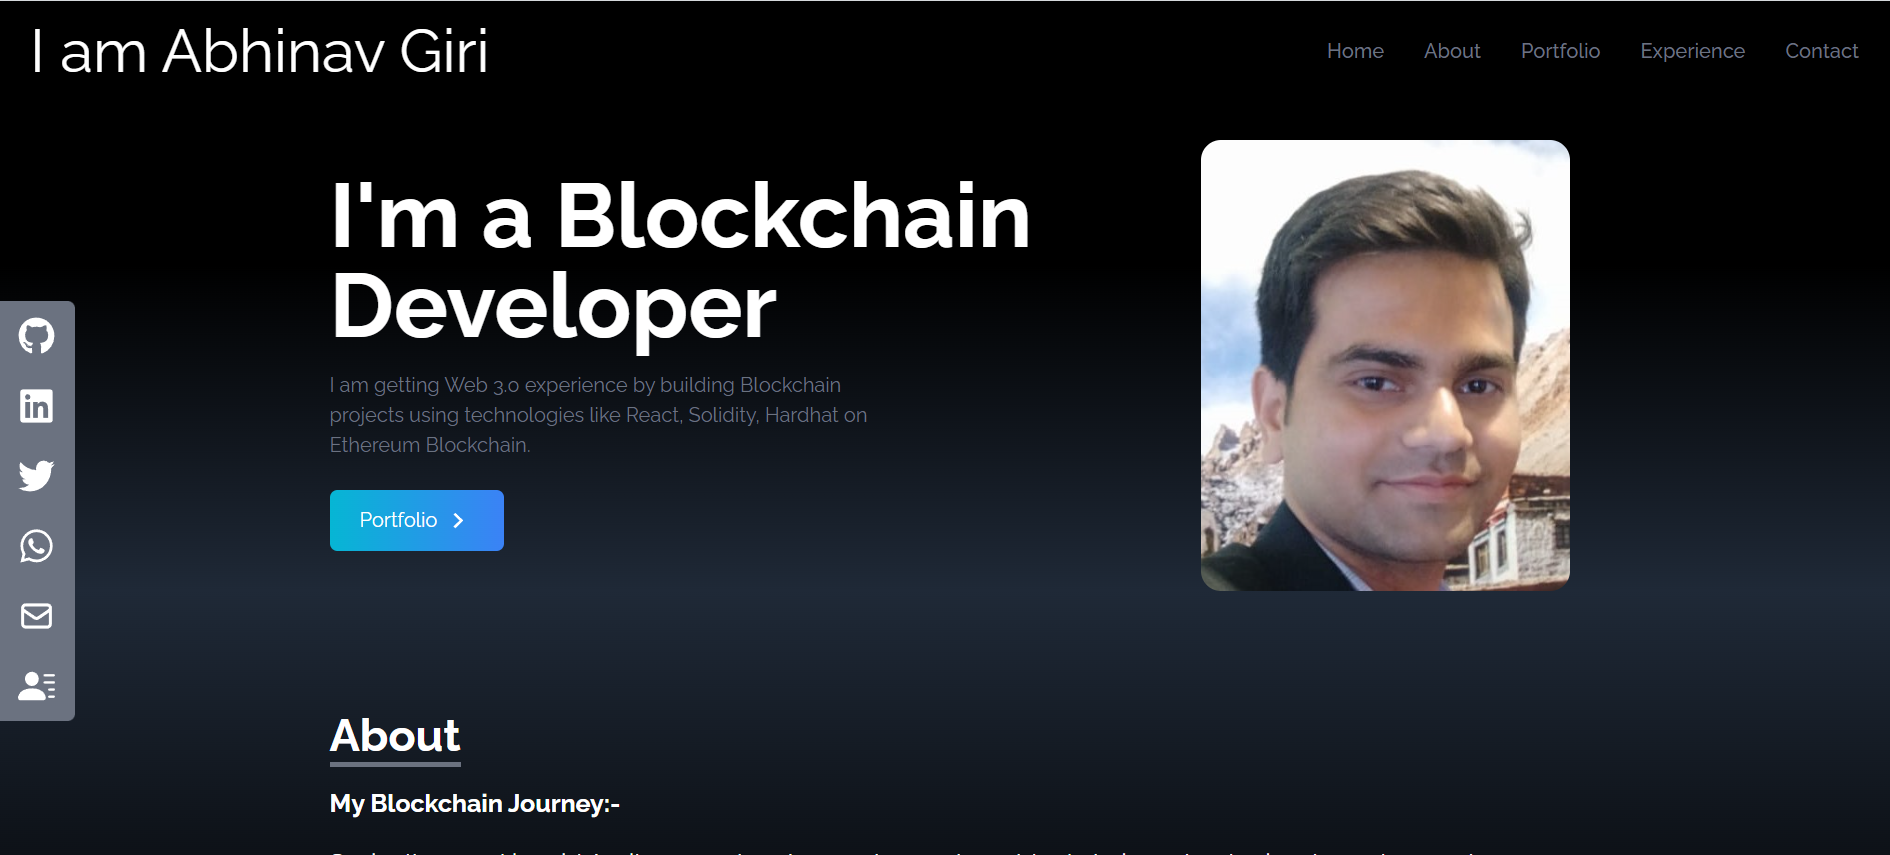 I am Abhinav Giri
Home About Portfolio Experience Contact
I'm a Blockchain
Developer
I am getting Web 3.0 experience by building Blockchain
projects using technologies like React, Solidity, Hardhat on
Ethereum Blockchain.
Portfolio
in
About
My Blockchain Journey:-